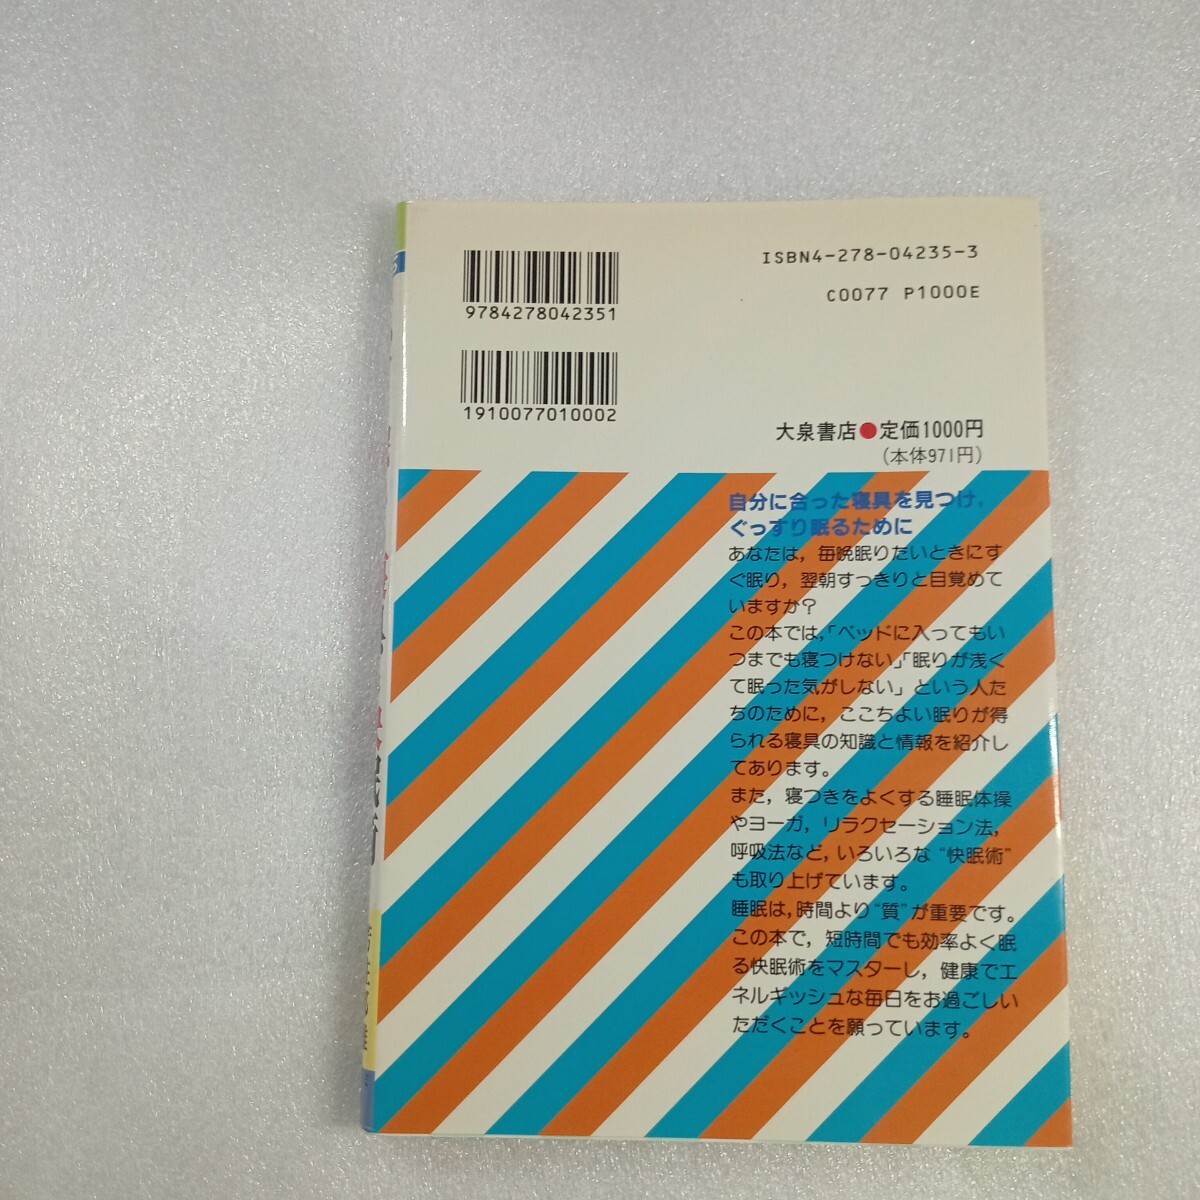 ISBN4-278-04235-3
C0077 P1000E
9784278042351
1910077010002
大泉書店●定価1000円
(本体971円)
自分に合った寝具を見つけ,
ぐっすり眠るために
あなたは，毎晩眠りたいときにす
ぐ眠り，翌朝すっきりと目覚めて
いますか？
この本では，「ベッドに入ってもい
つまでも寝つけない」「眠りが浅く
て眠った気がしない」という人た
ちのために，ここちよい眠りが得
られる寝具の知識と情報を紹介し
てあります。
また，寝つきをよくする睡眠体操
やヨーガ，リラクセーション法，
呼吸法など，いろいろな“快眠術”
も取り上げています。
睡眠は，時間より“質”が重要です。
この本で，短時間でも効率よく眠
る快眠術をマスターし，健康でエ
ネルギッシュな毎日をお過ごしい
ただくことを願っています。